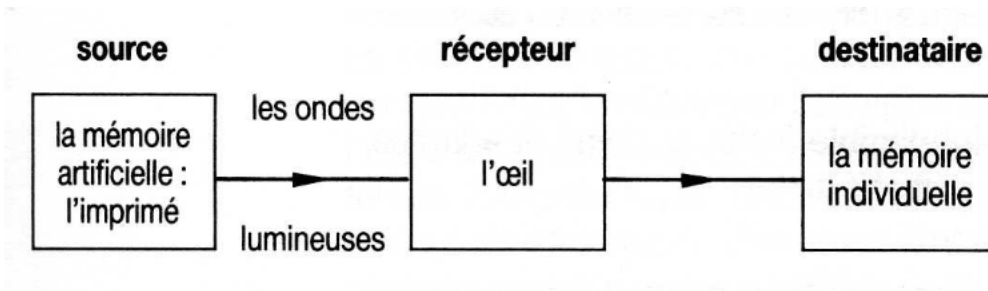 source
récepteur
destinataire
la mémoire
artificielle :
l'imprimé
les ondes
lumineuses
l'œil
la mémoire
individuelle